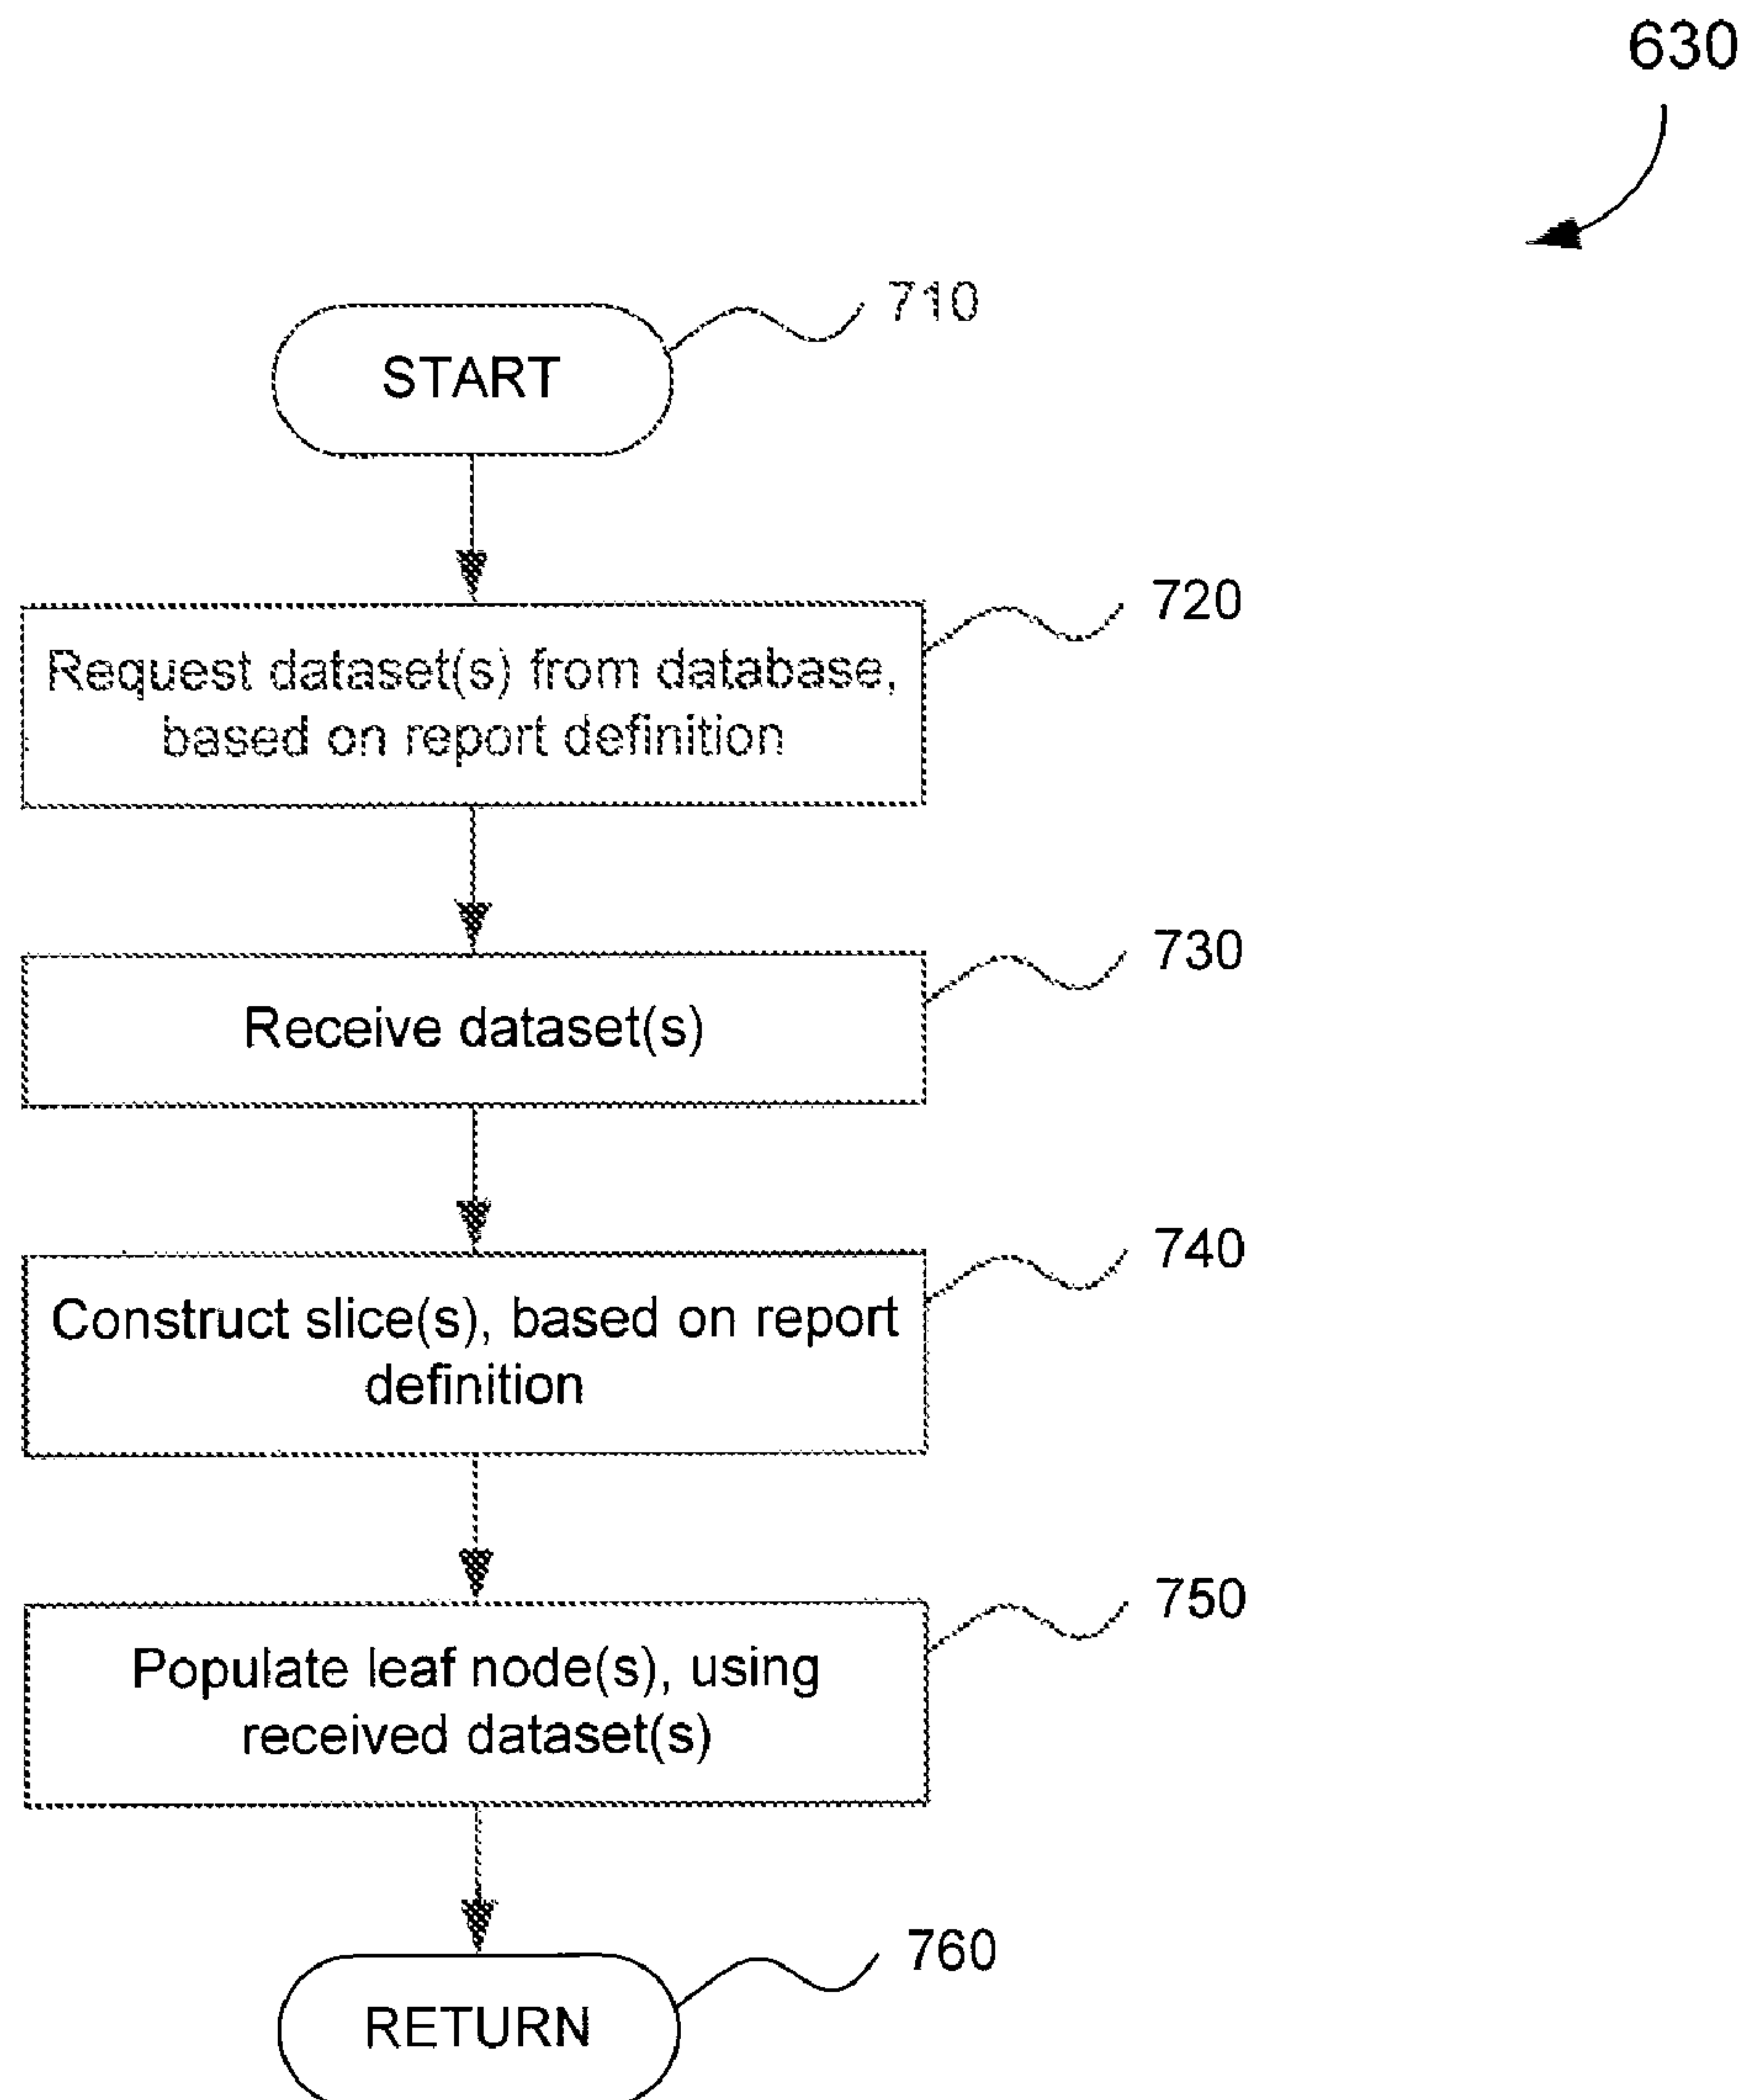 630
710
START
720
Request dataset(s) from database,
based on report definition
730
Receive dataset(s)
740
Construct slice(s), based on report
definition
750
Populate leaf node(s), using
received dataset(s)
760
RETURN